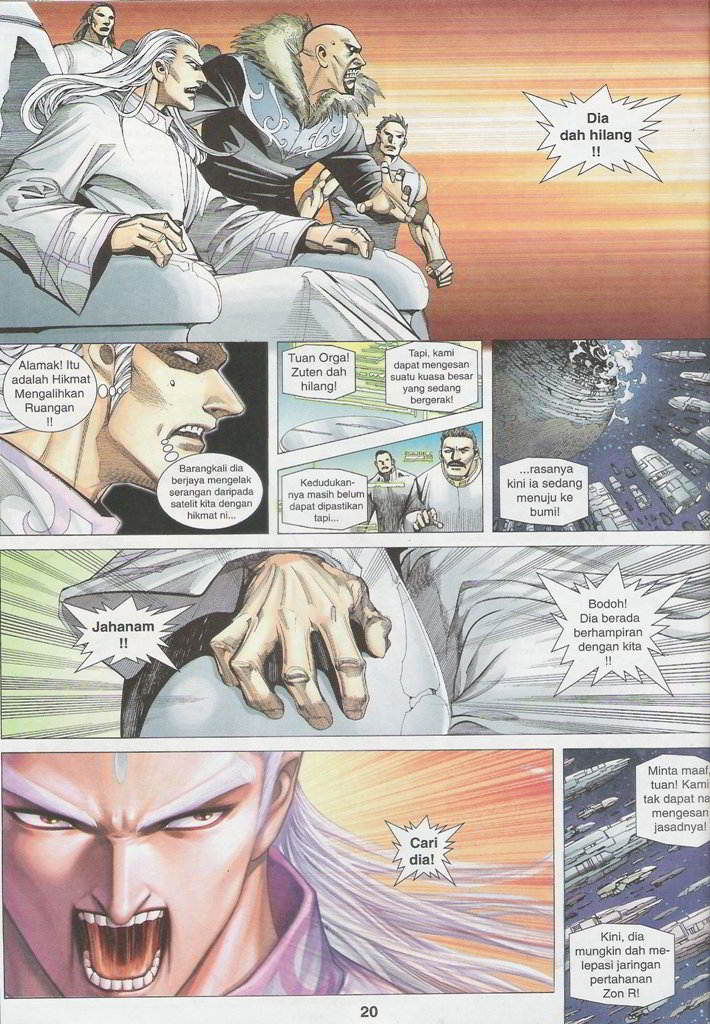 Dia
dah hilang
!!
Alamak! Itu
adalah Hikmat
Mengalihkan
Ruangan
!!
Barangkali dia
berjaya mengelak
serangan daripada
satelit kita dengan
hikmat ni...
Tuan Orga!
Zuten dah
hilang!
Tapi, kami
dapat mengesan
suatu kuasa besar
yang sedang
bergerak!
Kedudukan-
nya masih belum
dapat dipastikan
tapi...
...rasanya
kini ia sedang
menuju ke
bumi!
Jahanam
!!
Bodoh!
Dia berada
berhampiran
dengan kita
!!
Cari
dia!
Minta maaf,
tuan! Kami
tak dapat na
mengesan
jasadnya!
Kini, dia
mungkin dah me-
lepasi jaringan
pertahanan
Zon R!
20